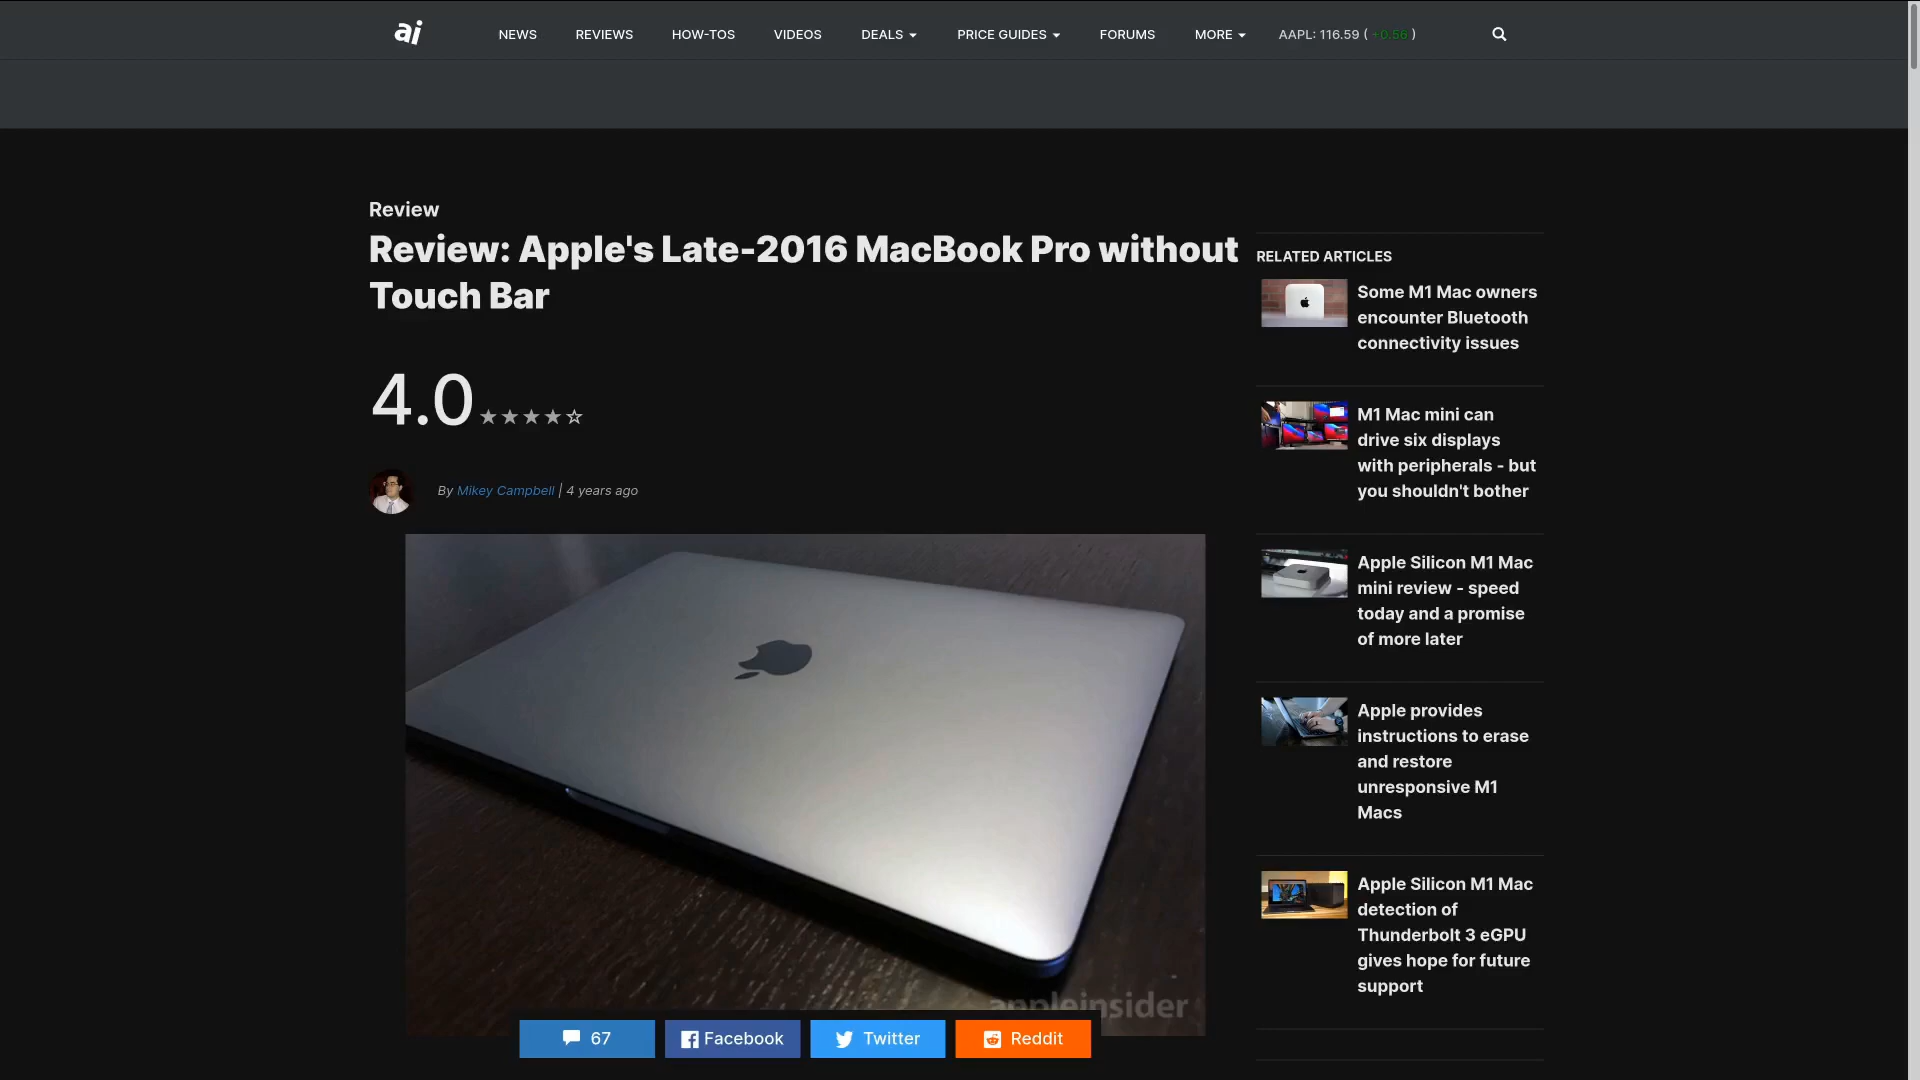 ai
NEWS
REVIEWS
HOW-TOS
VIDEOS
DEALS
PRICE GUIDES
FORUMS
MORE
AAPL: 116.59 ( +0.56 )
Review
Review: Apple's Late-2016 MacBook Pro without
Touch Bar
4.0
By Mikey Campbell | 4 years ago
appleinsider
67
Facebook
Twitter
Reddit
RELATED ARTICLES
Some M1 Mac owners
encounter Bluetooth
connectivity issues
M1 Mac mini can
drive six displays
with peripherals - but
you shouldn't bother
Apple Silicon M1 Mac
mini review - speed
today and a promise
of more later
Apple provides
instructions to erase
and restore
unresponsive M1
Macs
Apple Silicon M1 Mac
detection of
Thunderbolt 3 eGPU
gives hope for future
support